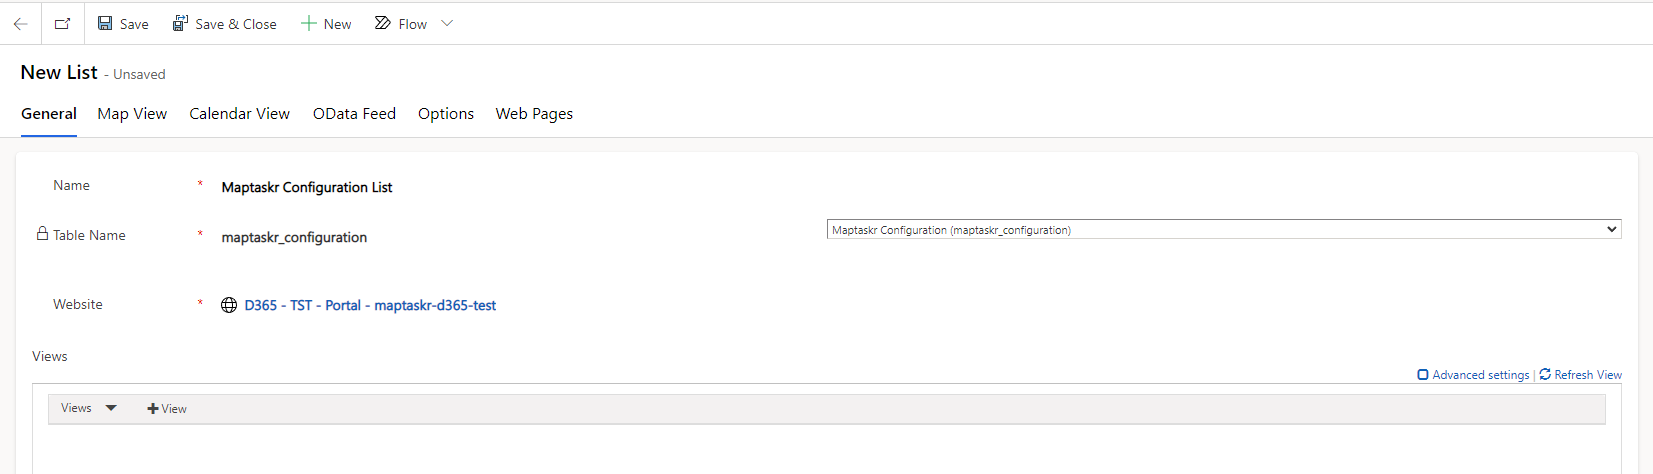 Save Save & Close New Flow
New List - Unsaved
General Map View Calendar View OData Feed Options Web Pages
Name * Maptaskr Configuration List
Table Name * maptaskr_configuration Maptaskr Configuration (maptaskr_configuration)
Website * D365 - TST - Portal - maptaskr-d365-test
Views
Advanced settings | Refresh View
Views View